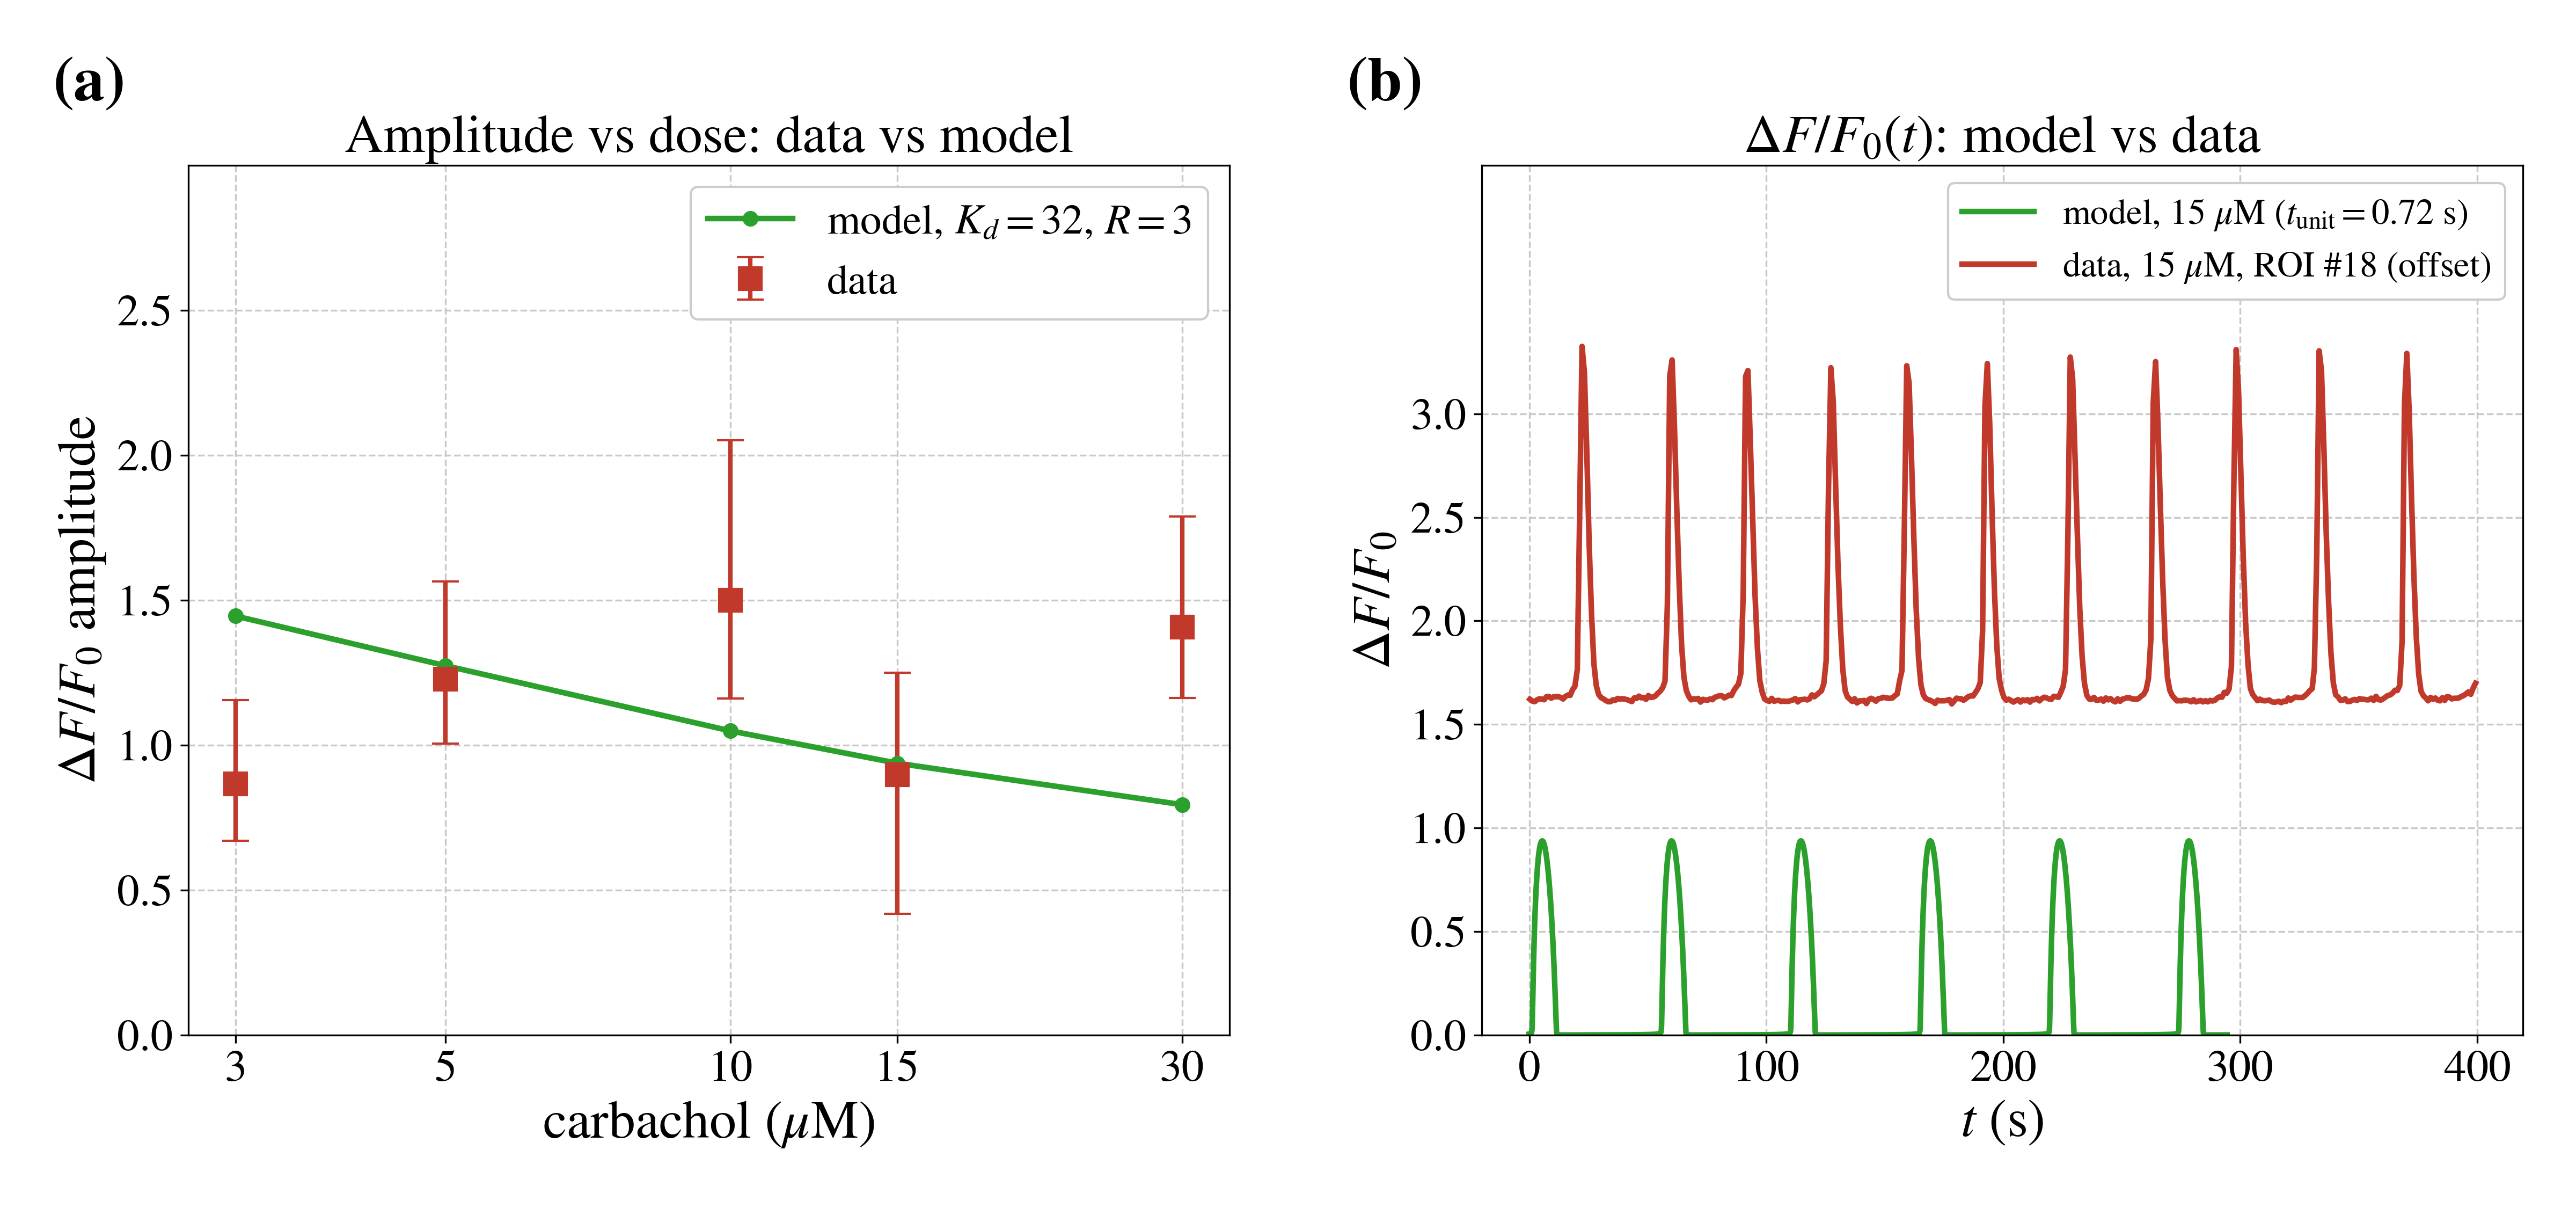 (a)
Amplitude vs dose: data vs model
model, K_d = 32, R = 3
data
ΔF/F_0 amplitude
2.5
2.0
1.5
1.0
0.5
0.0
3 5 10 15 30
carbachol (μM)
(b)
ΔF/F_0(t): model vs data
model, 15 μM (t_unit = 0.72 s)
data, 15 μM, ROI #18 (offset)
ΔF/F_0
3.0
2.5
2.0
1.5
1.0
0.5
0.0
0 100 200 300 400
t (s)